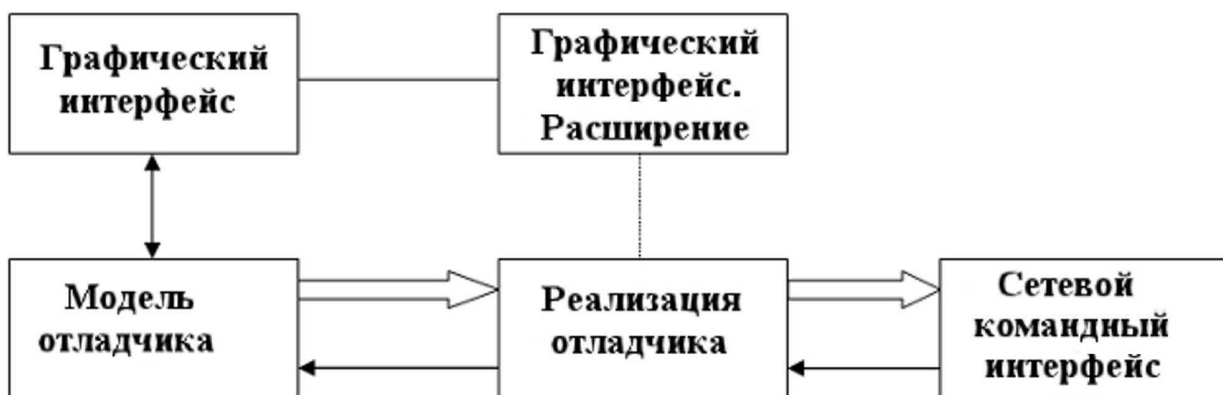 Графический
интерфейс
Графический
интерфейс.
Расширение
Модель
отладчика
Реализация
отладчика
Сетевой
командный
интерфейс